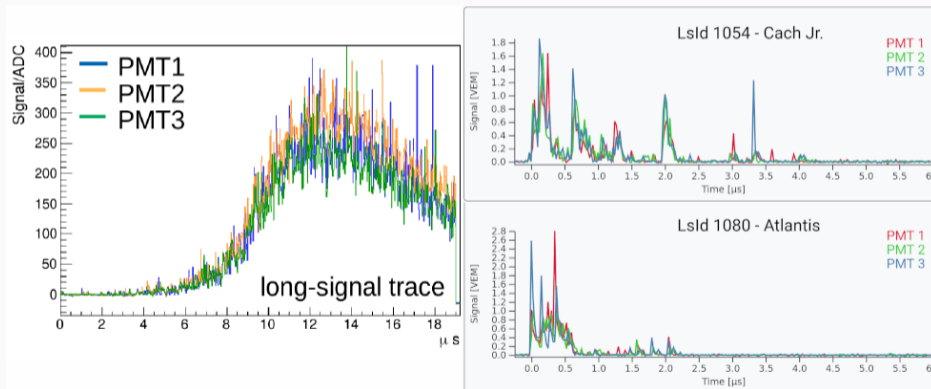 Signal/ADC
400
350
300
250
200
150
100
50
0
PMT1
PMT2
PMT3
long-signal trace
0 2 4 6 8 10 12 14 16 18
μ s
LsId 1054 - Cach Jr.
PMT 1
PMT 2
PMT 3
Signal [VEM]
1.8
1.6
1.4
1.2
1.0
0.8
0.6
0.4
0.2
0.0
0.0 0.5 1.0 1.5 2.0 2.5 3.0 3.5 4.0 4.5 5.0 5.5
Time [μs]
LsId 1080 - Atlantis
PMT 1
PMT 2
PMT 3
Signal [VEM]
2.8
2.6
2.4
2.2
2.0
1.8
1.6
1.4
1.2
1.0
0.8
0.6
0.4
0.2
0.0
0.0 0.5 1.0 1.5 2.0 2.5 3.0 3.5 4.0 4.5 5.0 5.5
Time [μs]